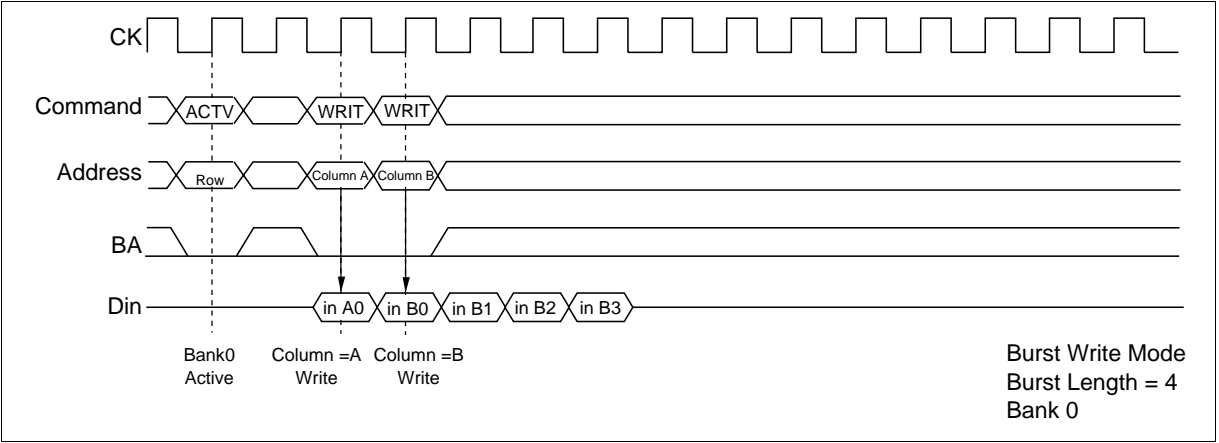 CK
Command ACTV WRIT WRIT
Address Row Column A Column B
BA
Din in A0 in B0 in B1 in B2 in B3
Bank0 Active
Column =A Write
Column =B Write
Burst Write Mode
Burst Length = 4
Bank 0